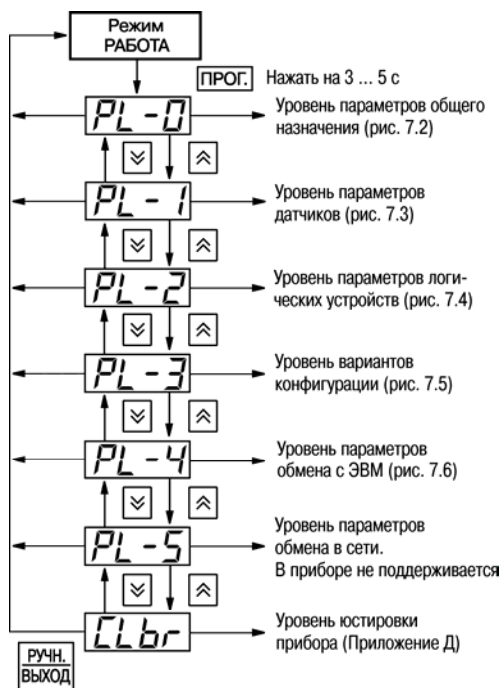 Режим
РАБОТА
ПРОГ. Нажать на 3 ... 5 с
PL-0 Уровень параметров общего
назначения (рис. 7.2)
PL-1 Уровень параметров
датчиков (рис. 7.3)
PL-2 Уровень параметров логи-
ческих устройств (рис. 7.4)
PL-3 Уровень вариантов
конфигурации (рис. 7.5)
PL-4 Уровень параметров
обмена с ЭВМ (рис. 7.6)
PL-5 Уровень параметров
обмена в сети.
В приборе не поддерживается
CLbr Уровень юстировки
прибора (Приложение Д)
РУЧН.
ВЫХОД